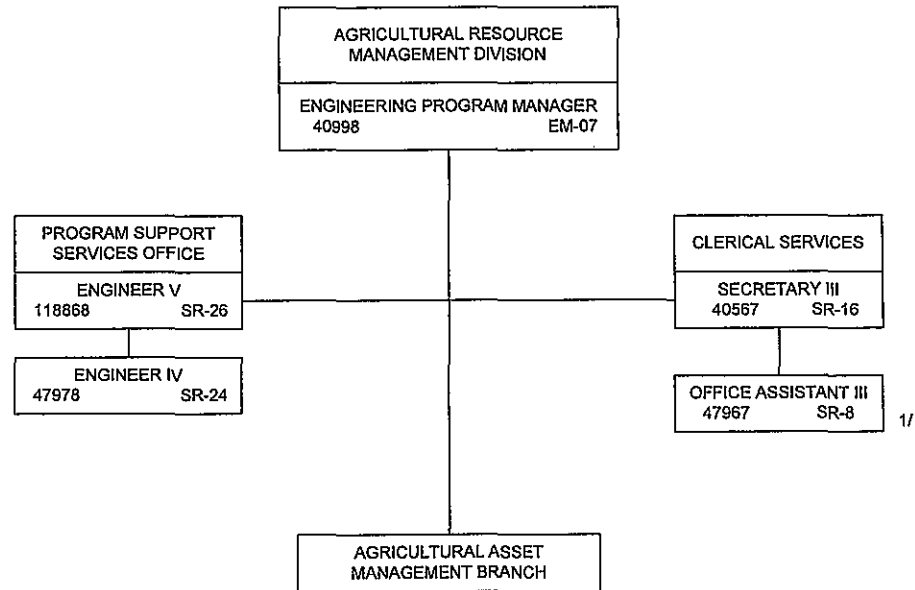 AGRICULTURAL RESOURCE
MANAGEMENT DIVISION
ENGINEERING PROGRAM MANAGER
40998 EM-07
PROGRAM SUPPORT
SERVICES OFFICE
ENGINEER V
118868 SR-26
ENGINEER IV
47978 SR-24
CLERICAL SERVICES
SECRETARY III
40567 SR-16
OFFICE ASSISTANT III
47967 SR-8
1/
AGRICULTURAL ASSET
MANAGEMENT BRANCH